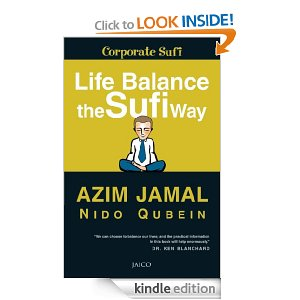 Click to
LOOK INSIDE!
Corporate Sufi
Life Balance
the Sufi Way
AZIM JAMAL
NIDO QUBEIN
"We can choose to balance our lives; and the practical information
in this book will help enormously."
DR. KEN BLANCHARD
JAICO
kindle edition